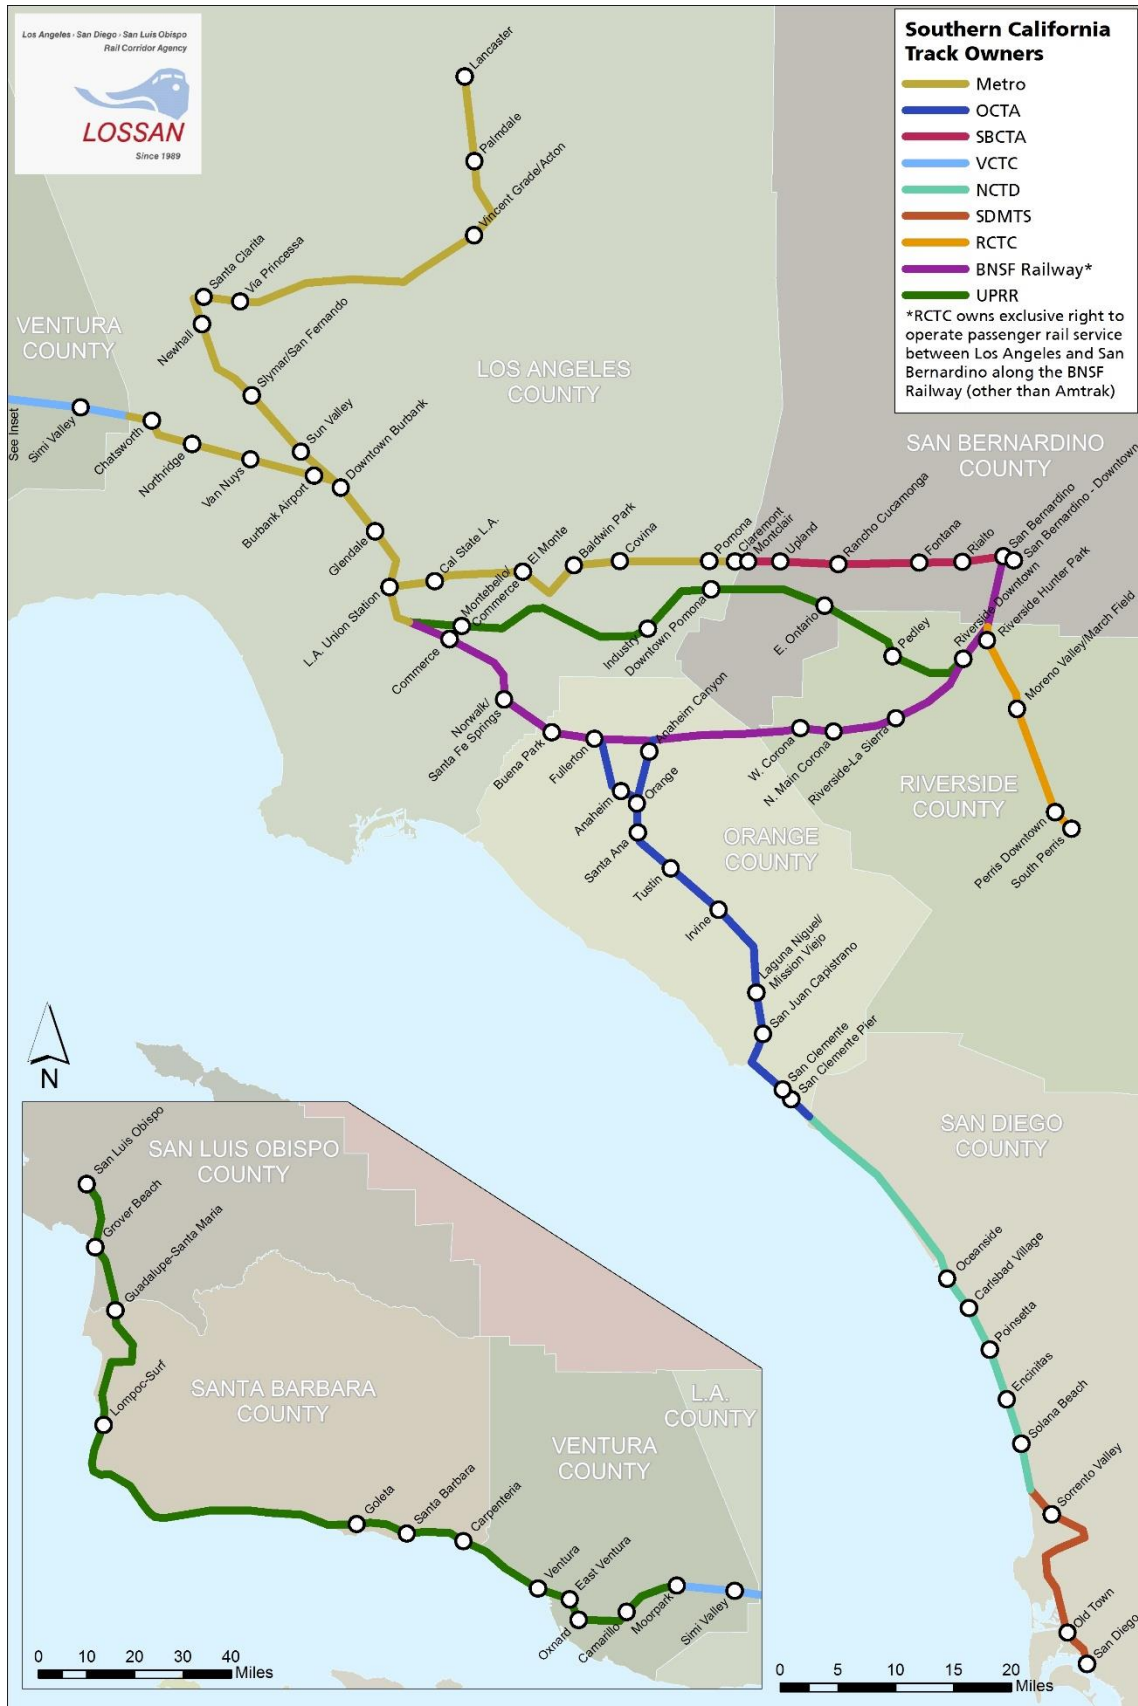 Los Angeles - San Diego - San Luis Obispo
Rail Corridor Agency
LOSSAN
Since 1989
Southern California
Track Owners
Metro
OCTA
SBCTA
VCTC
NCTD
SDMTS
RCTC
BNSF Railway*
UPRR
*RCTC owns exclusive right to
operate passenger rail service
between Los Angeles and San
Bernardino along the BNSF
Railway (other than Amtrak)
Lancaster
Palmdale
Vincent Grade/Acton
Santa Clarita
Via Princessa
Newhall
Slymar/San Fernando
VENTURA
COUNTY
LOS ANGELES
COUNTY
See Inset
Simi Valley
Chatsworth
Northridge
Van Nuys
Burbank Airport
Sun Valley
Downtown Burbank
Glendale
SAN BERNARDINO
COUNTY
L.A. Union Station
Cal State L.A.
El Monte
Baldwin Park
Covina
Pomona
Claremont
Montclair
Upland
Rancho Cucamonga
Fontana
Rialto
San Bernardino
San Bernardino - Downtown
Montebello/
Commerce
Industry
Downtown Pomona
E. Ontario
Pedley
Riverside Downtown
Riverside Hunter Park
Moreno Valley/March Field
Commerce
Norwalk/
Santa Fe Springs
Buena Park
Fullerton
Anaheim Canyon
W. Corona
N. Main Corona
Riverside-La Sierra
RIVERSIDE
COUNTY
Perris Downtown
South Perris
Anaheim
Orange
Santa Ana
ORANGE
COUNTY
Tustin
Irvine
Laguna Niguel/
Mission Viejo
San Juan Capistrano
San Clemente
San Clemente Pier
N
SAN DIEGO
COUNTY
Oceanside
Carlsbad Village
Poinsetta
Encinitas
Solana Beach
Sorrento Valley
Old Town
San Diego
SAN LUIS OBISPO
COUNTY
San Luis Obispo
Grover Beach
Guadalupe-Santa Maria
Lompoc-Surf
SANTA BARBARA
COUNTY
L.A.
COUNTY
VENTURA
COUNTY
Goleta
Santa Barbara
Carpenteria
Ventura
East Ventura
Oxnard
Camarillo
Moorpark
Simi Valley
0 10 20 30 40
Miles
0 5 10 15 20
Miles